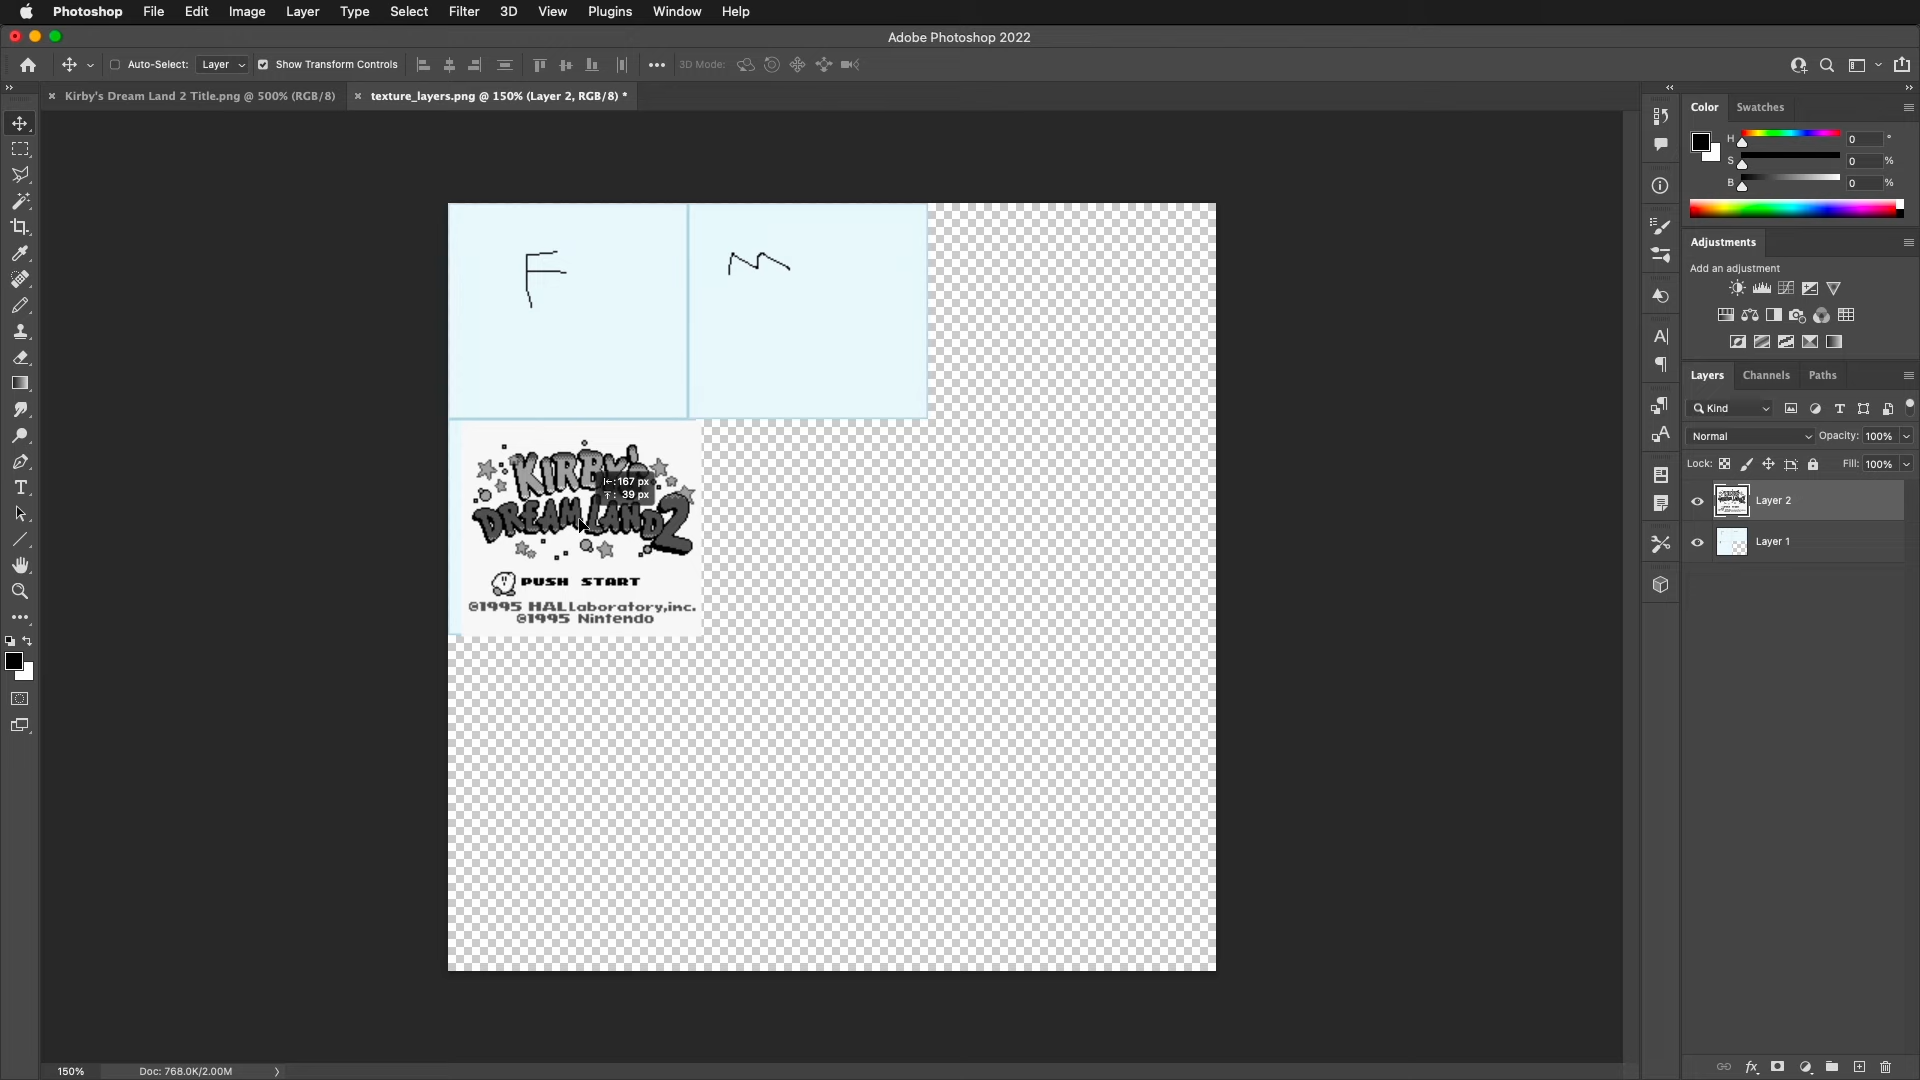 Photoshop File Edit Image Layer Type Select Filter 3D View Plugins Window Help
Adobe Photoshop 2022
Auto-Select: Layer Show Transform Controls 3D Mode:
Kirby's Dream Land 2 Title.png @ 500% (RGB/8) texture_layers.png @ 150% (Layer 2, RGB/8) *
Color Swatches
H 0 °
S 0 %
B 0 %
Adjustments
Add an adjustment
Layers Channels Paths
Kind
Normal Opacity: 100%
Lock: Fill: 100%
Layer 2
Layer 1
F M
KIRBY'S
DREAM LAND 2
167 px
39 px
PUSH START
©1995 HAL Laboratory,inc.
©1995 Nintendo
150% Doc: 768.0K/2.00M